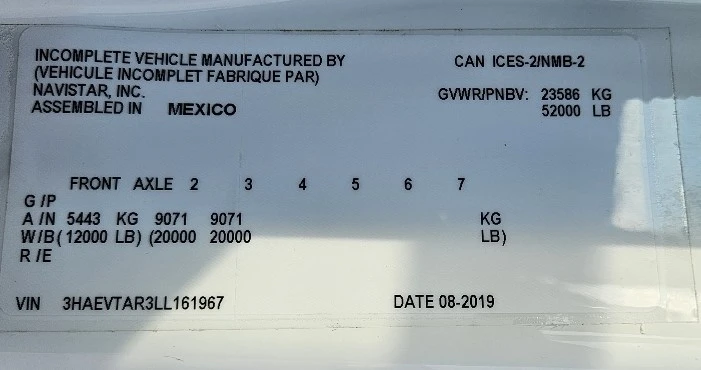 INCOMPLETE VEHICLE MANUFACTURED BY
(VEHICULE INCOMPLET FABRIQUE PAR)
NAVISTAR, INC.
ASSEMBLED IN MEXICO
CAN ICES-2/NMB-2
GVWR/PNBV: 23586 KG
52000 LB
FRONT AXLE 2 3 4 5 6 7
G /P
A /N 5443 KG 9071 9071 KG
W/B ( 12000 LB) (20000 20000 LB)
R /E
VIN 3HAEVTAR3LL161967 DATE 08-2019